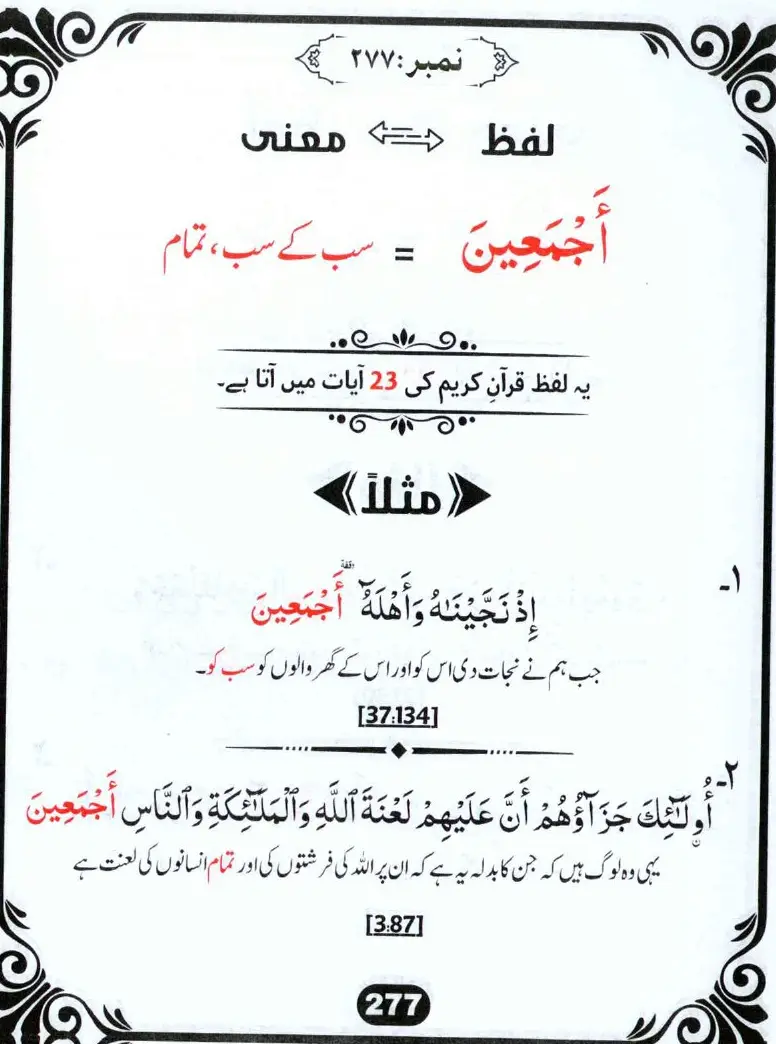 نمبر: ۲۷۷
لفظ معنی
أَجْمَعِينَ = سب کے سب، تمام
یہ لفظ قرآنِ کریم کی 23 آیات میں آتا ہے۔
مثلاً
۱۔
إِذْ نَجَّيْنَاهُ وَأَهْلَهُۥٓ أَجْمَعِينَ
جب ہم نے نجات دی اس کو اور اس کے گھر والوں کو سب کو۔
[37:134]
۲۔
أُو۟لَـٰٓئِكَ جَزَآؤُهُمْ أَنَّ عَلَيْهِمْ لَعْنَةَ ٱللَّهِ وَٱلْمَلَـٰٓئِكَةِ وَٱلنَّاسِ أَجْمَعِينَ
یہی وہ لوگ ہیں کہ جن کا بدلہ یہ ہے کہ ان پر اللہ کی فرشتوں کی اور تمام انسانوں کی لعنت ہے
[3:87]
277